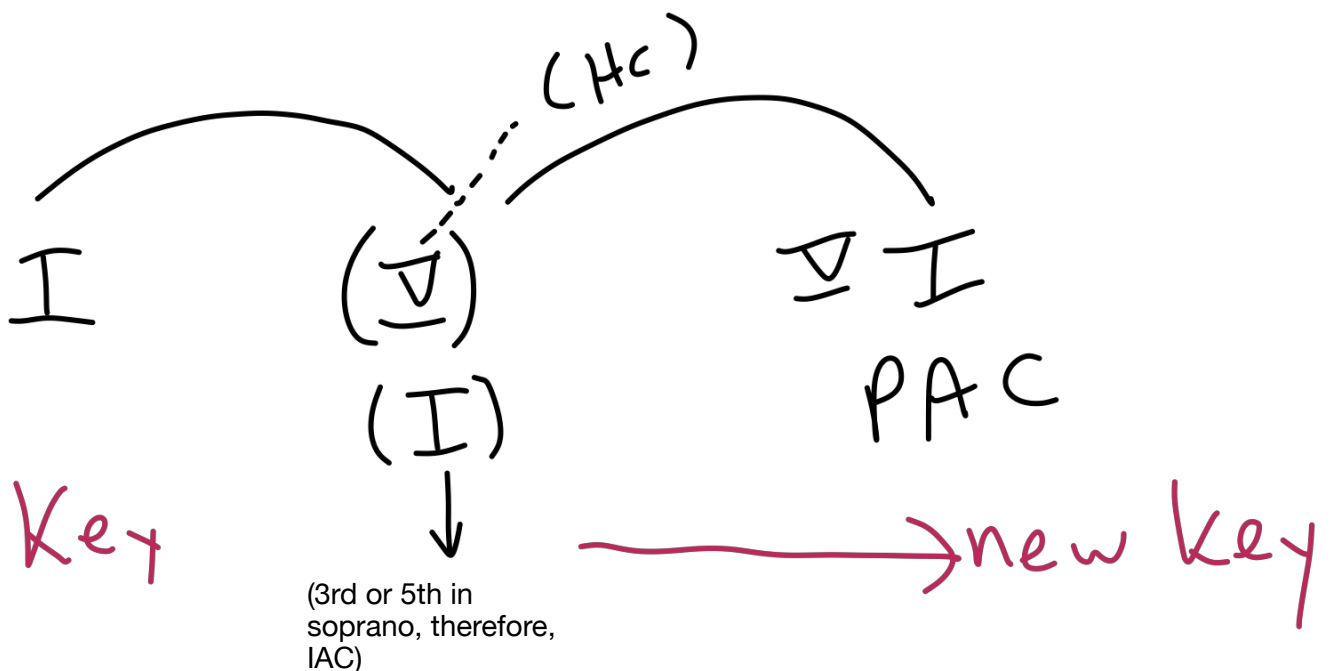 (HC)
I (V) V I
(I) PAC
Key new key
(3rd or 5th in
soprano, therefore,
IAC)